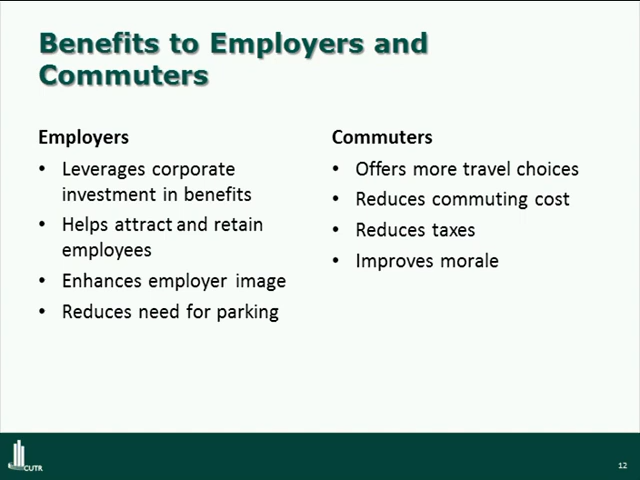 Benefits to Employers and
Commuters
Employers
• Leverages corporate
investment in benefits
• Helps attract and retain
employees
• Enhances employer image
• Reduces need for parking
Commuters
• Offers more travel choices
• Reduces commuting cost
• Reduces taxes
• Improves morale
CUTR
12